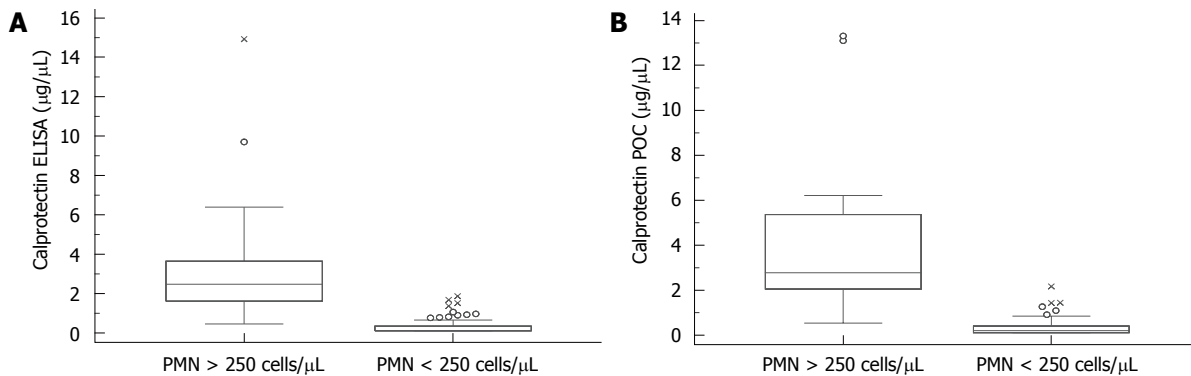 A
Calprotectin ELISA (µg/µL)
16
14
12
10
8
6
4
2
0
PMN > 250 cells/µL PMN < 250 cells/µL
B
Calprotectin POC (µg/µL)
14
12
10
8
6
4
2
0
PMN > 250 cells/µL PMN < 250 cells/µL